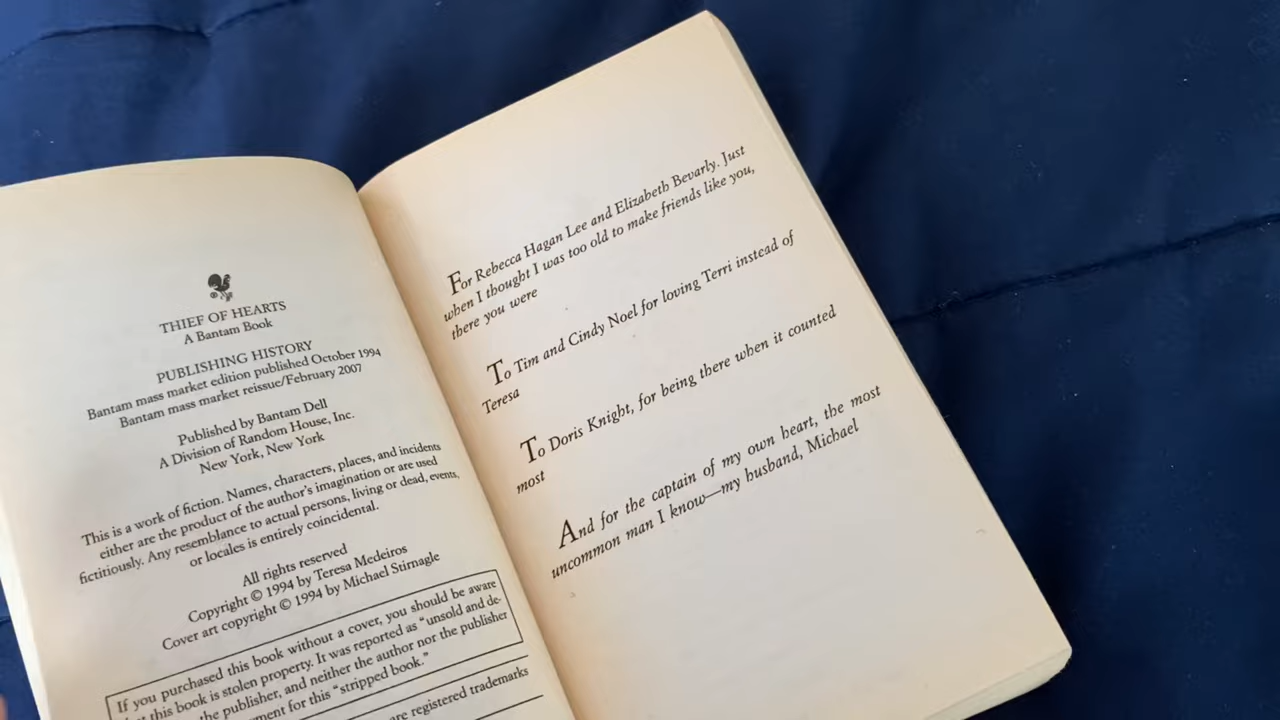 THIEF OF HEARTS
A Bantam Book
PUBLISHING HISTORY
Bantam mass market edition published October 1994
Bantam mass market reissue/February 2007
Published by Bantam Dell
A Division of Random House, Inc.
New York, New York
This is a work of fiction. Names, characters, places, and incidents
either are the product of the author's imagination or are used
fictitiously. Any resemblance to actual persons, living or dead, events,
or locales is entirely coincidental.
All rights reserved
Copyright © 1994 by Teresa Medeiros
Cover art copyright © 1994 by Michael Stirnagle
If you purchased this book without a cover, you should be aware
this book is stolen property. It was reported as "unsold and de-
the publisher, and neither the author nor the publisher
for this "stripped book."
are registered trademarks
For Rebecca Hagan Lee and Elizabeth Bevarly. Just
when I thought I was too old to make friends like you,
there you were
To Tim and Cindy Noel for loving Terri instead of
Teresa
To Doris Knight, for being there when it counted
most
And for the captain of my own heart, the most
uncommon man I know—my husband, Michael